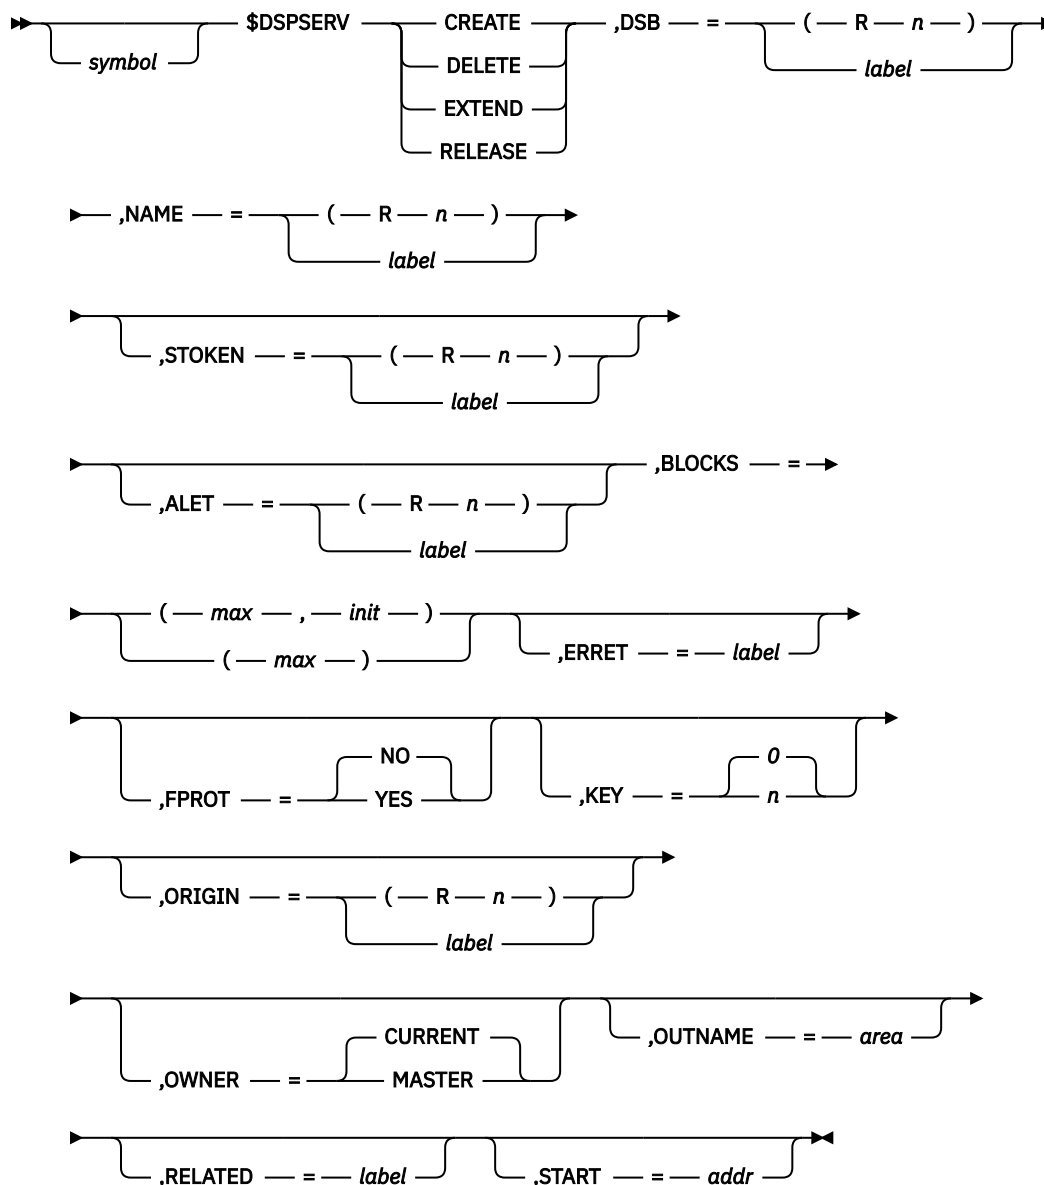 $DSPSERV CREATE ,DSB = ( R n )
symbol DELETE label
EXTEND
RELEASE
,NAME = ( R n )
label
,STOKEN = ( R n )
label
,BLOCKS =
,ALET = ( R n )
label
( max , init )
( max ) ,ERRET = label
NO 0
,FPROT = YES ,KEY = n
,ORIGIN = ( R n )
label
CURRENT ,OUTNAME = area
,OWNER = MASTER
,RELATED = label ,START = addr